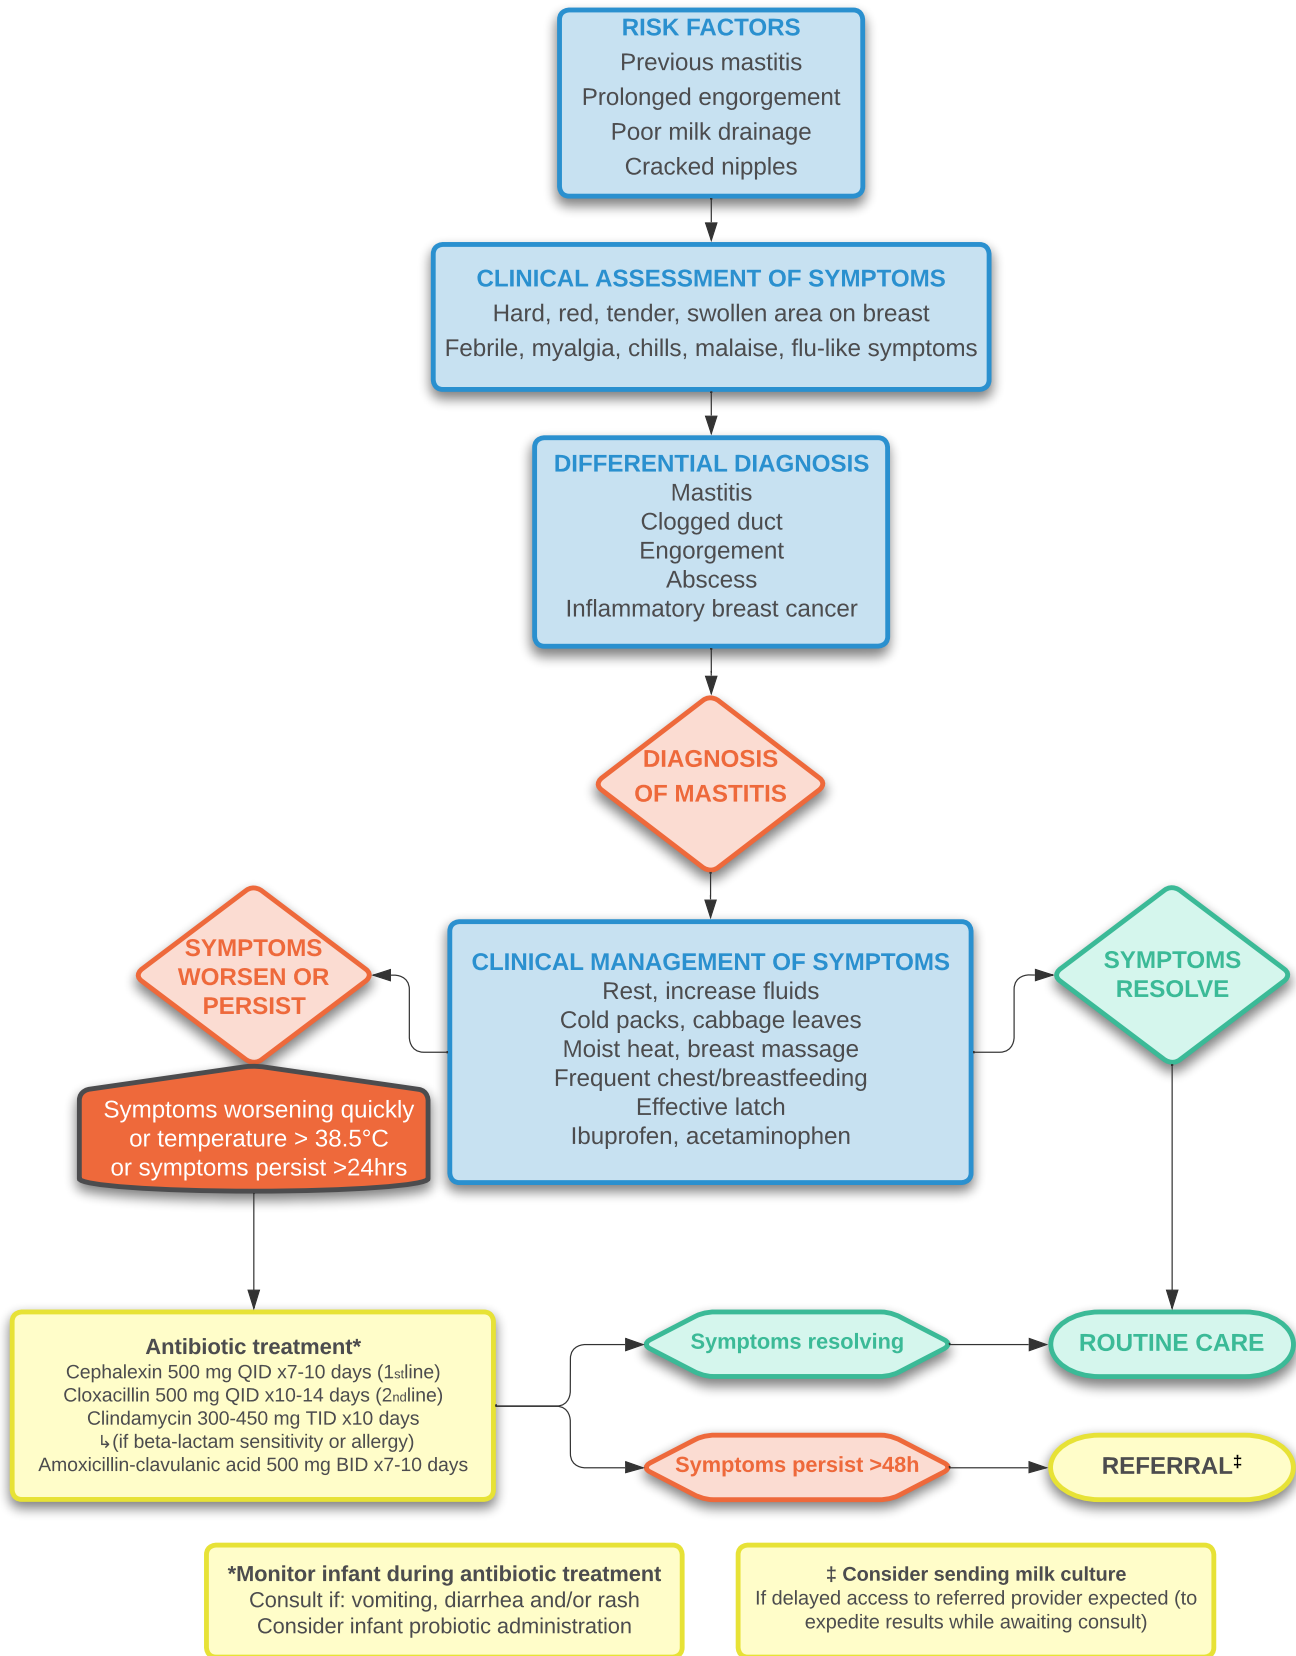 RISK FACTORS
Previous mastitis
Prolonged engorgement
Poor milk drainage
Cracked nipples
CLINICAL ASSESSMENT OF SYMPTOMS
Hard, red, tender, swollen area on breast
Febrile, myalgia, chills, malaise, flu-like symptoms
DIFFERENTIAL DIAGNOSIS
Mastitis
Clogged duct
Engorgement
Abscess
Inflammatory breast cancer
DIAGNOSIS
OF MASTITIS
SYMPTOMS
WORSEN OR
PERSIST
Symptoms worsening quickly
or temperature > 38.5°C
or symptoms persist >24hrs
CLINICAL MANAGEMENT OF SYMPTOMS
Rest, increase fluids
Cold packs, cabbage leaves
Moist heat, breast massage
Frequent chest/breastfeeding
Effective latch
Ibuprofen, acetaminophen
SYMPTOMS
RESOLVE
Antibiotic treatment*
Cephalexin 500 mg QID x7-10 days (1stline)
Cloxacillin 500 mg QID x10-14 days (2ndline)
Clindamycin 300-450 mg TID x10 days
↳(if beta-lactam sensitivity or allergy)
Amoxicillin-clavulanic acid 500 mg BID x7-10 days
Symptoms resolving
ROUTINE CARE
Symptoms persist >48h
REFERRAL‡
*Monitor infant during antibiotic treatment
Consult if: vomiting, diarrhea and/or rash
Consider infant probiotic administration
‡ Consider sending milk culture
If delayed access to referred provider expected (to
expedite results while awaiting consult)